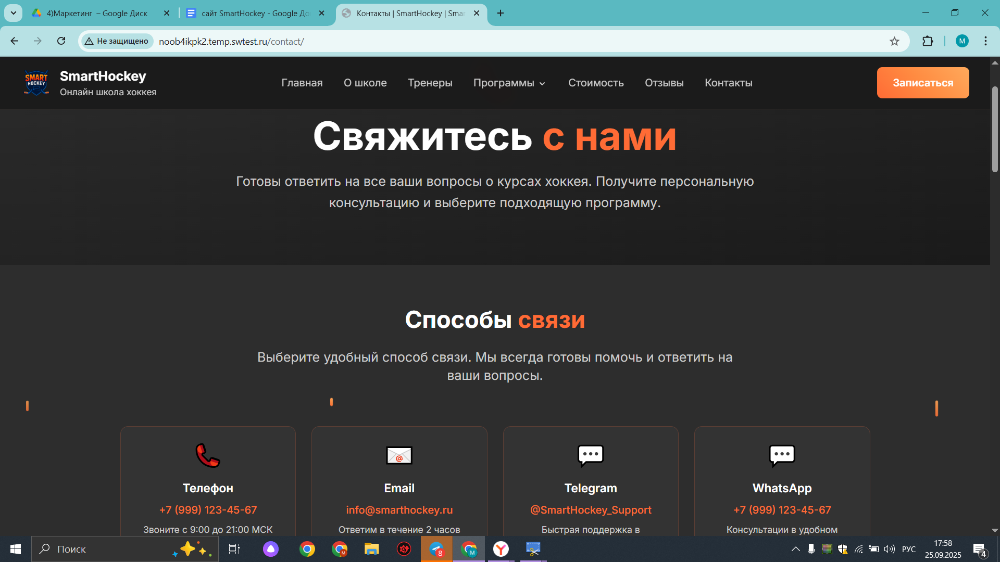 4)Маркетинг – Google Диск
сайт SmartHockey - Google До
Контакты | SmartHockey | Smar
Не защищено
noob4ikpk2.temp.swtest.ru/contact/
M
SMART
HOCKEY
SmartHockey
Онлайн школа хоккея
Главная
О школе
Тренеры
Программы
Стоимость
Отзывы
Контакты
Записаться
Свяжитесь с нами
Готовы ответить на все ваши вопросы о курсах хоккея. Получите персональную
консультацию и выберите подходящую программу.
Способы связи
Выберите удобный способ связи. Мы всегда готовы помочь и ответить на
ваши вопросы.
Телефон
+7 (999) 123-45-67
Звоните с 9:00 до 21:00 МСК
@
Email
info@smarthockey.ru
Ответим в течение 2 часов
Telegram
@SmartHockey_Support
Быстрая поддержка в
WhatsApp
+7 (999) 123-45-67
Консультации в удобном
Поиск
M
8
M
РУС
17:58
25.09.2025
4